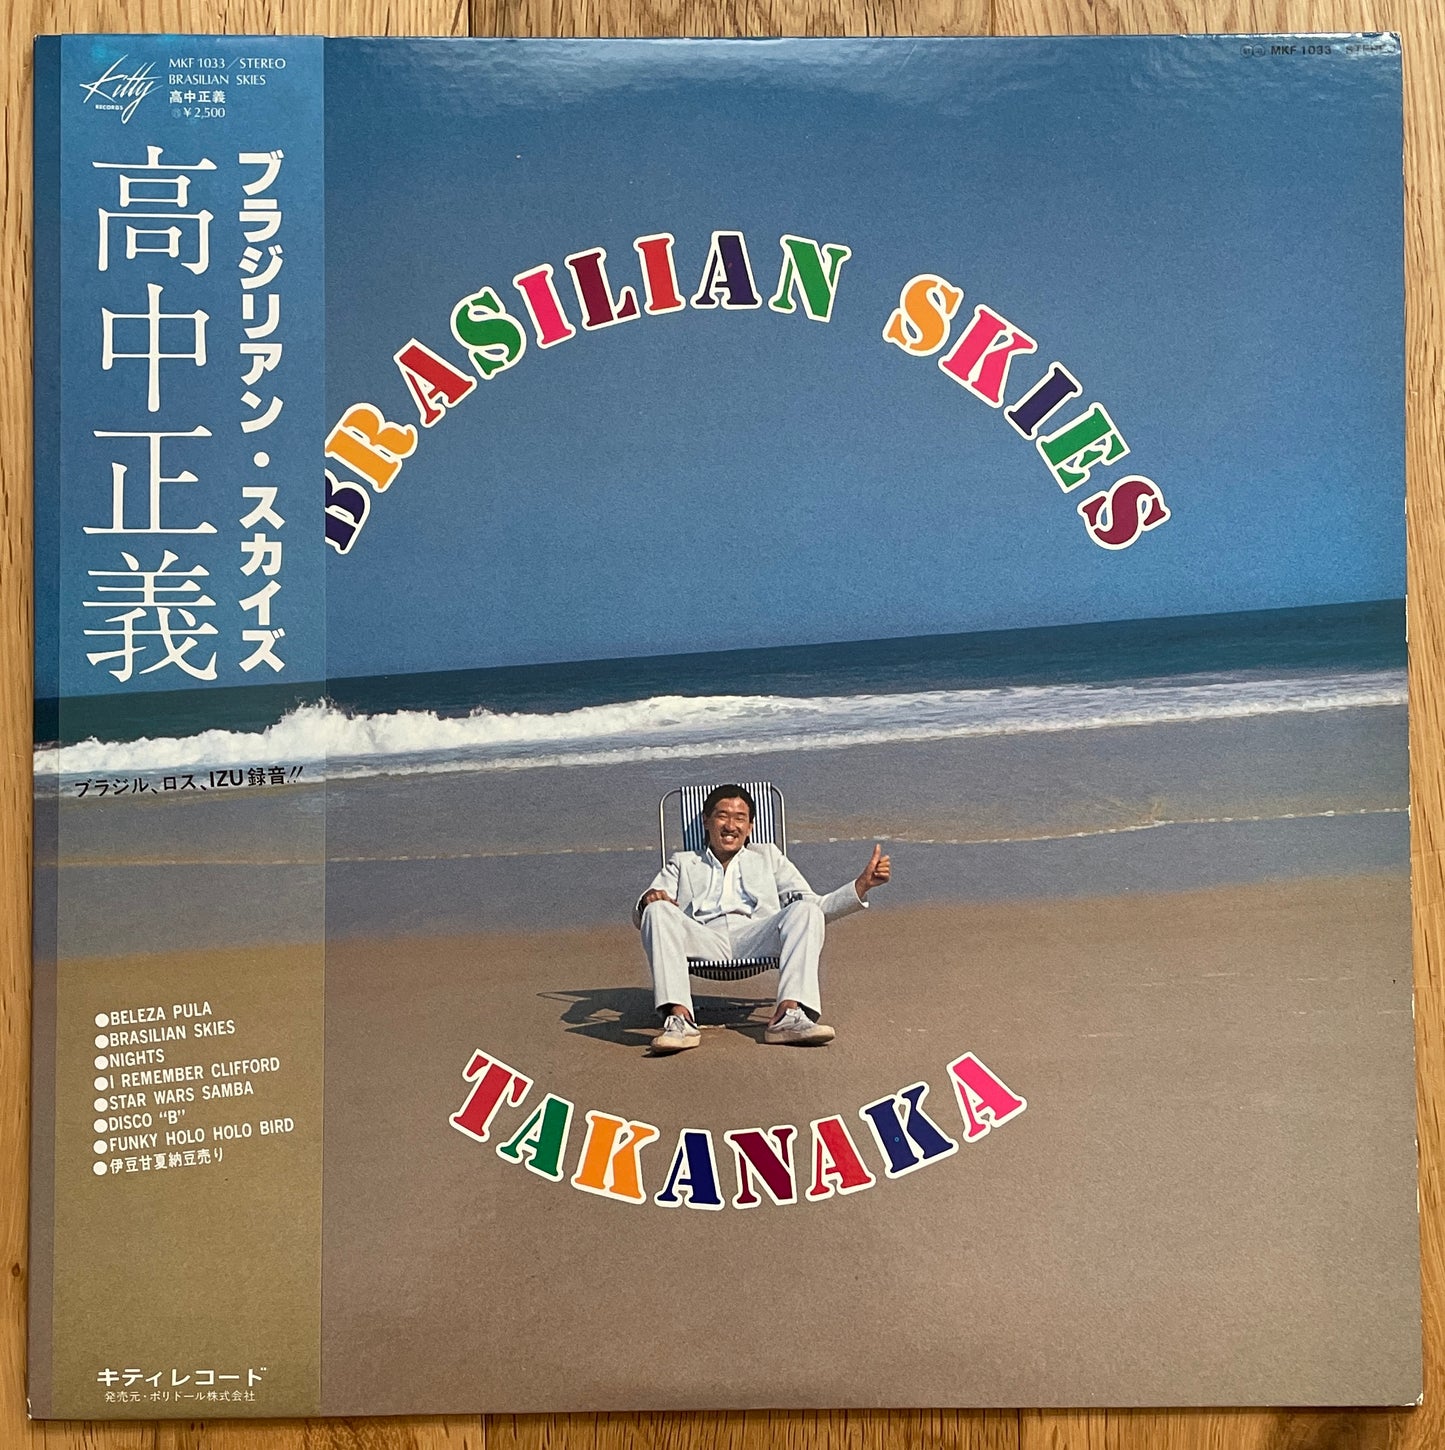 Kitty
RECORDS
MKF 1033/STEREO
BRASILIAN SKIES
高中正義
¥2,500
高中正義
ブラジリアン・スカイズ
ブラジル、ロス、IZU録音!!
●BELEZA PULA
●BRASILIAN SKIES
●NIGHTS
●I REMEMBER CLIFFORD
●STAR WARS SAMBA
●DISCO “B”
●FUNKY HOLO HOLO BIRD
●伊豆甘夏納豆売り
キティレコード
発売元・ポリドール株式会社
MKF 1033 STEREO
BRASILIAN SKIES
TAKANAKA